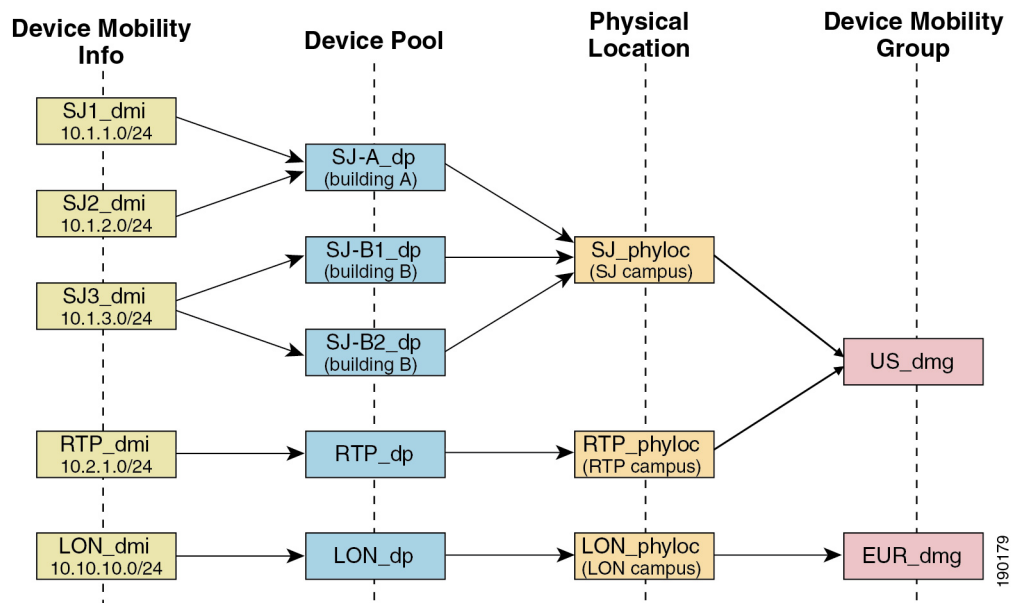 Device Mobility
Info
Device Pool
Physical
Location
Device Mobility
Group
SJ1_dmi
10.1.1.0/24
SJ2_dmi
10.1.2.0/24
SJ3_dmi
10.1.3.0/24
RTP_dmi
10.2.1.0/24
LON_dmi
10.10.10.0/24
SJ-A_dp
(building A)
SJ-B1_dp
(building B)
SJ-B2_dp
(building B)
RTP_dp
LON_dp
SJ_phyloc
(SJ campus)
RTP_phyloc
(RTP campus)
LON_phyloc
(LON campus)
US_dmg
EUR_dmg
190179